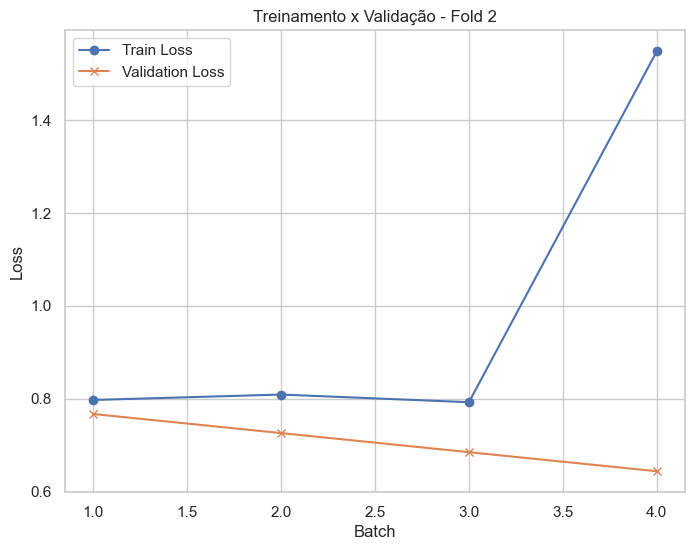 Treinamento x Validação - Fold 2
Train Loss
Validation Loss
Loss
1.4
1.2
1.0
0.8
0.6
1.0 1.5 2.0 2.5 3.0 3.5 4.0
Batch